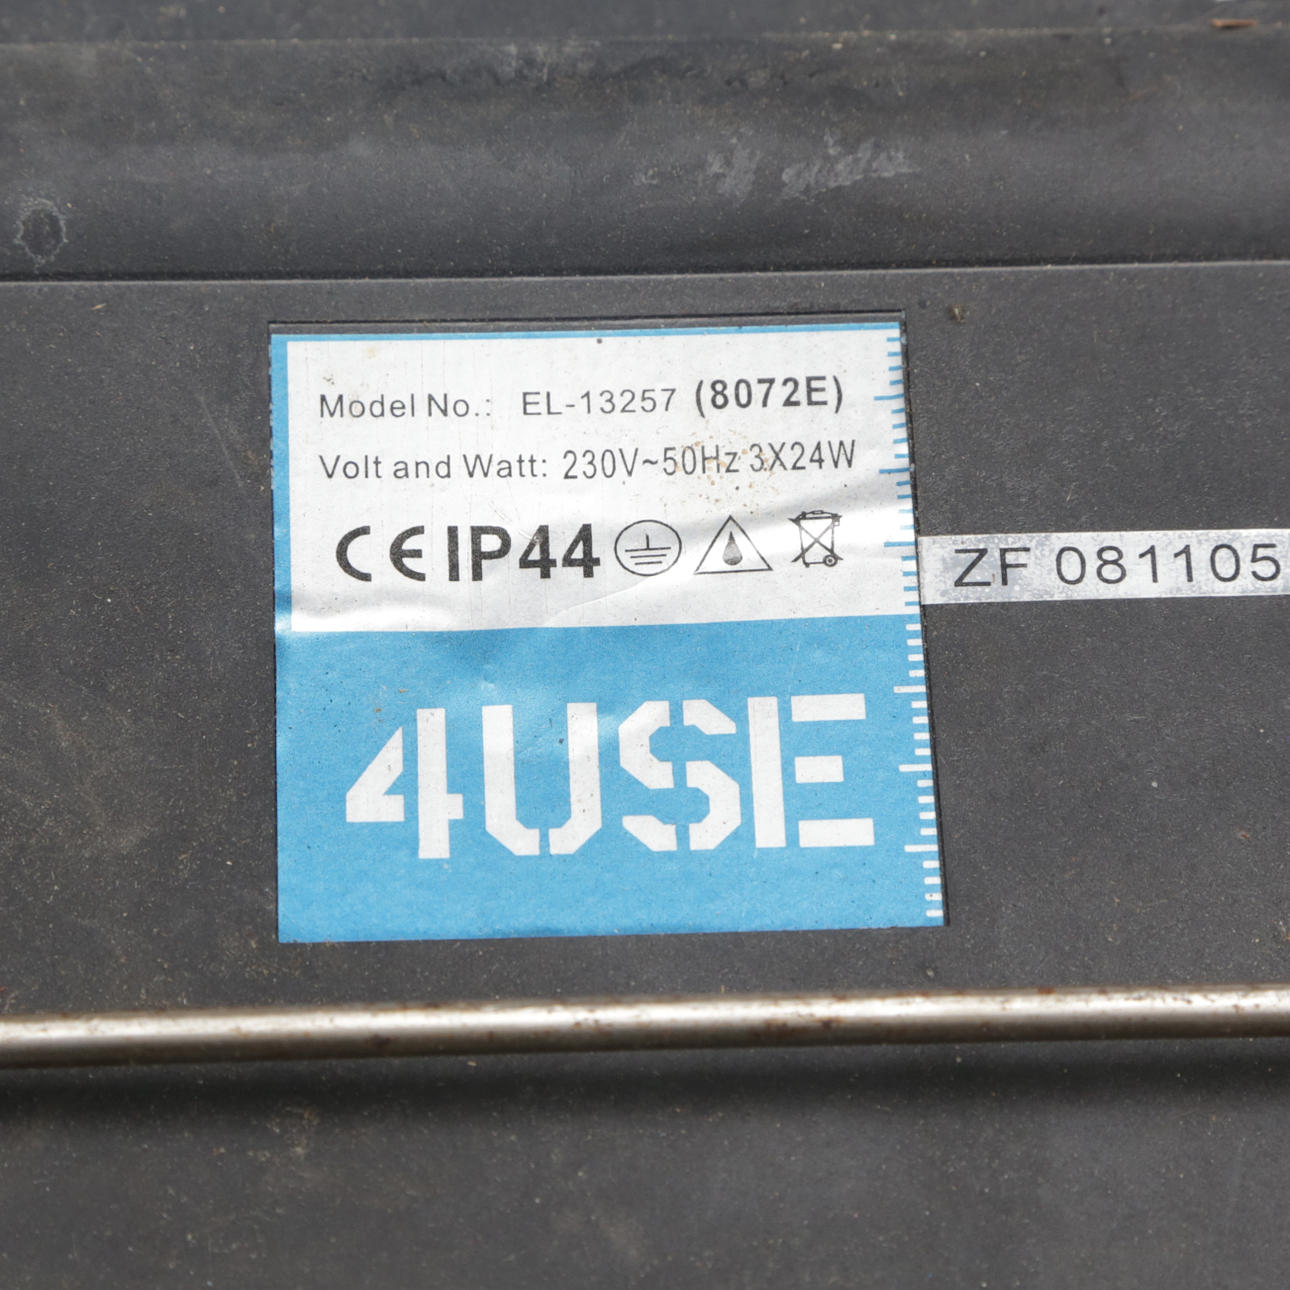 Model No.: EL-13257 (8072E)
Volt and Watt: 230V~50Hz 3X24W
CE IP44
ZF 081105
4USE